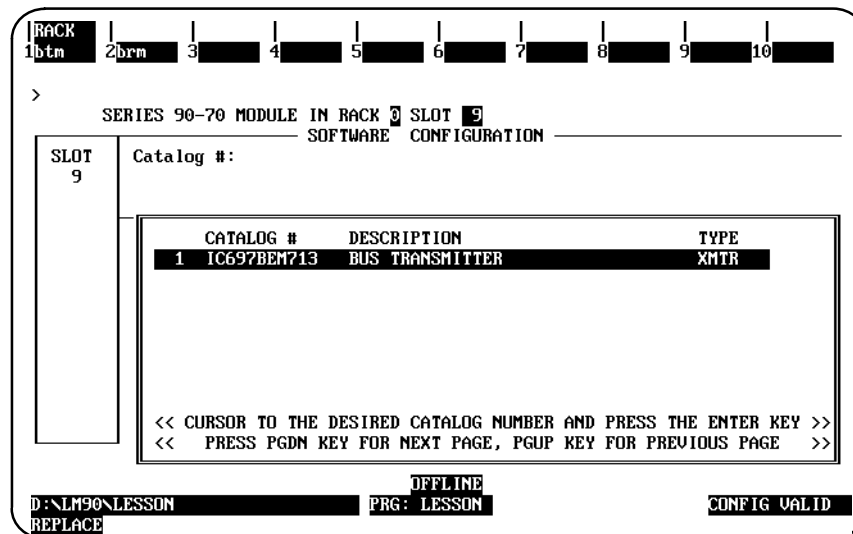 RACK
1btm 2brm 3 4 5 6 7 8 9 10
>
SERIES 90-70 MODULE IN RACK 0 SLOT 9
SOFTWARE CONFIGURATION
SLOT Catalog #:
9
CATALOG # DESCRIPTION TYPE
1 IC697BEM713 BUS TRANSMITTER XMTR
<< CURSOR TO THE DESIRED CATALOG NUMBER AND PRESS THE ENTER KEY >>
<< PRESS PGDN KEY FOR NEXT PAGE, PGUP KEY FOR PREVIOUS PAGE >>
OFFLINE
D:\LM90\LESSON PRG: LESSON CONFIG VALID
REPLACE